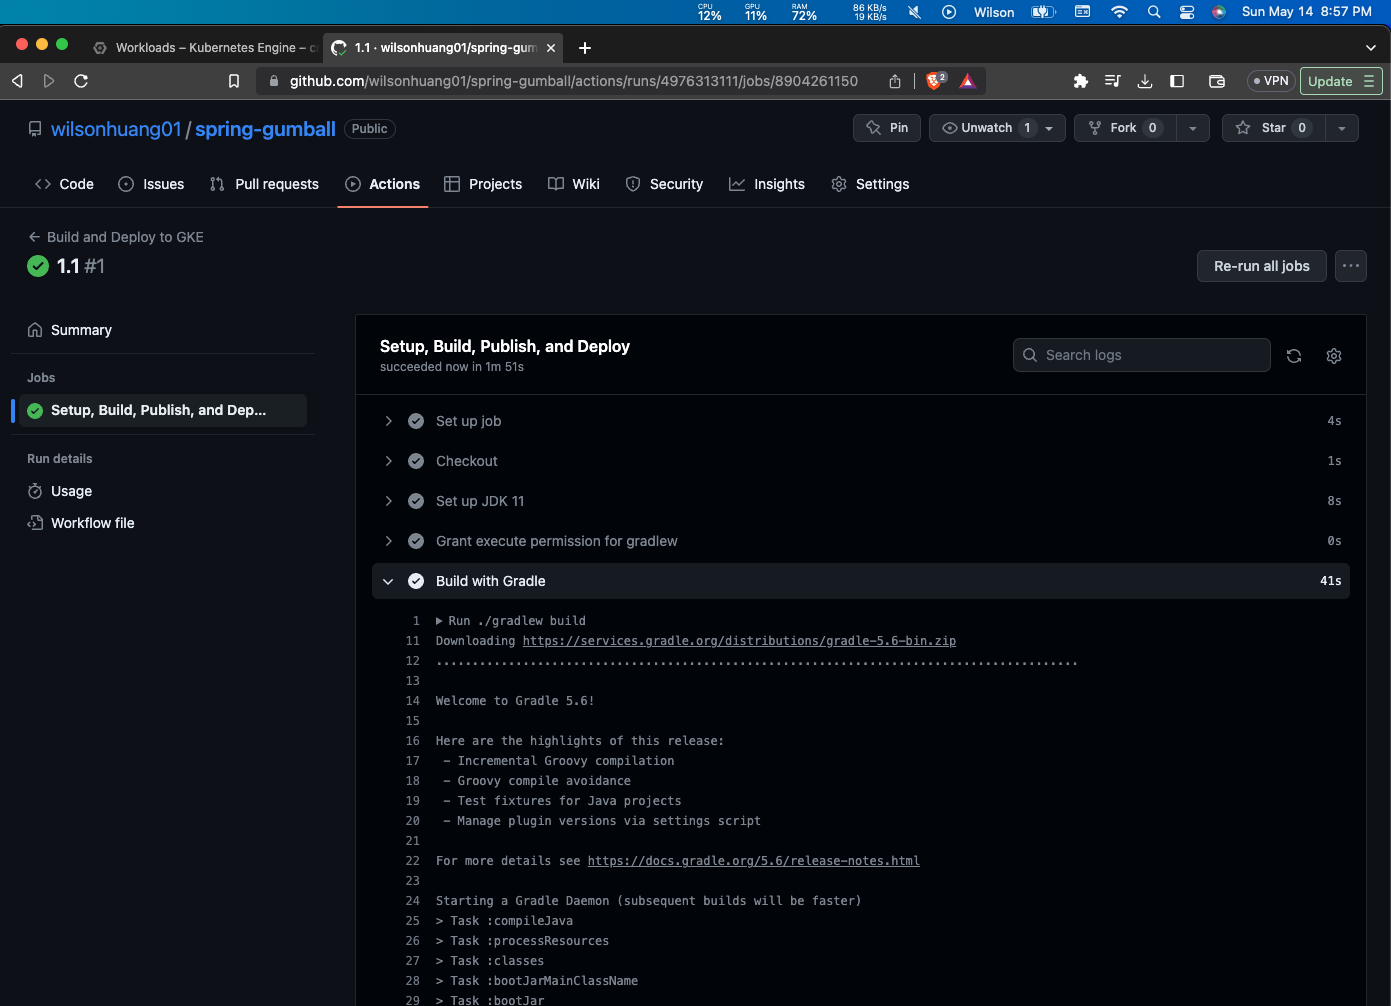 CPU 12% GPU 11% RAM 72% 86 KB/s 19 KB/s Wilson Sun May 14 8:57 PM
Workloads – Kubernetes Engine – 1.1 · wilsonhuang01/spring-gum
github.com/wilsonhuang01/spring-gumball/actions/runs/4976313111/jobs/8904261150 2 VPN Update
wilsonhuang01 / spring-gumball Public Pin Unwatch 1 Fork 0 Star 0
Code Issues Pull requests Actions Projects Wiki Security Insights Settings
Build and Deploy to GKE
1.1 #1 Re-run all jobs
Summary
Jobs
Setup, Build, Publish, and Dep...
Run details
Usage
Workflow file
Setup, Build, Publish, and Deploy
succeeded now in 1m 51s
Search logs
Set up job 4s
Checkout 1s
Set up JDK 11 8s
Grant execute permission for gradlew 0s
Build with Gradle 41s
1 Run ./gradlew build
11 Downloading https://services.gradle.org/distributions/gradle-5.6-bin.zip
12 .........................................................................................
13
14 Welcome to Gradle 5.6!
15
16 Here are the highlights of this release:
17 - Incremental Groovy compilation
18 - Groovy compile avoidance
19 - Test fixtures for Java projects
20 - Manage plugin versions via settings script
21
22 For more details see https://docs.gradle.org/5.6/release-notes.html
23
24 Starting a Gradle Daemon (subsequent builds will be faster)
25 > Task :compileJava
26 > Task :processResources
27 > Task :classes
28 > Task :bootJarMainClassName
29 > Task :bootJar